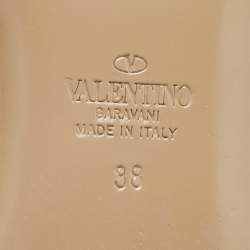 VALENTINO
GARAVANI
MADE IN ITALY
38